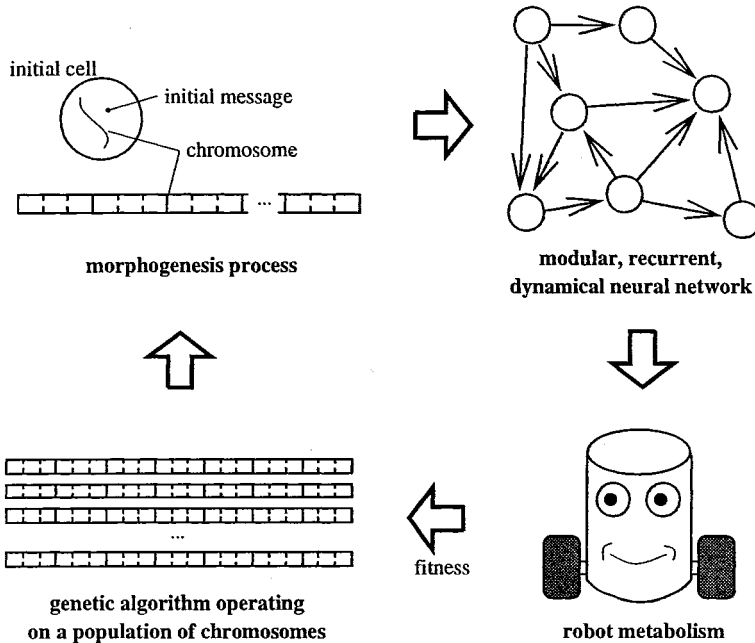 initial cell
initial message
chromosome
...
morphogenesis process
modular, recurrent,
dynamical neural network
...
fitness
genetic algorithm operating
on a population of chromosomes
robot metabolism